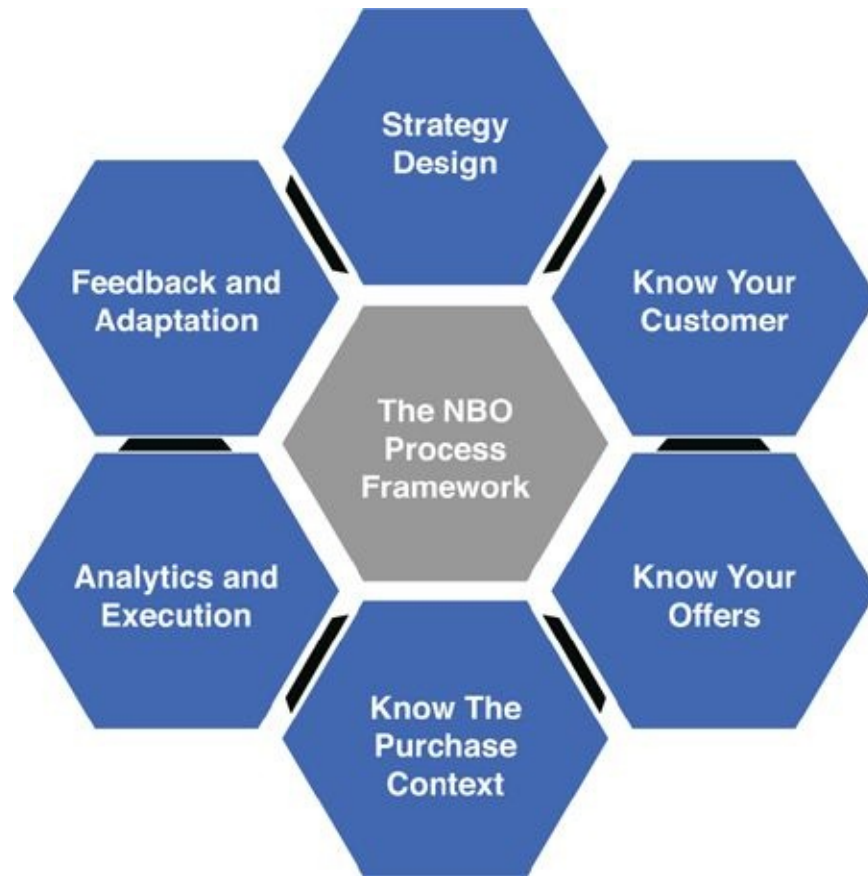 Strategy
Design
Know Your
Customer
Know Your
Offers
Know The
Purchase
Context
Analytics and
Execution
Feedback and
Adaptation
The NBO
Process
Framework